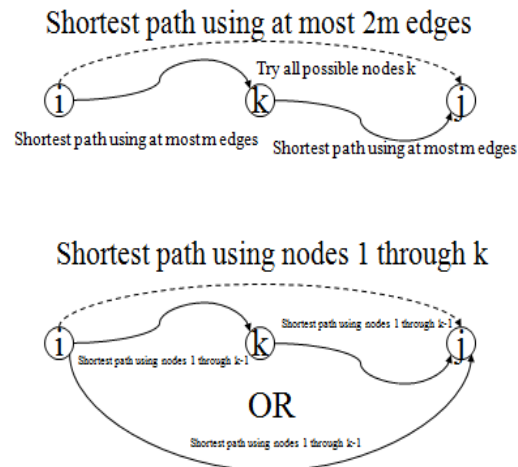 Shortest path using at most 2m edges
Try all possible nodes k
i k j
Shortest path using at most m edges
Shortest path using at most m edges
Shortest path using nodes 1 through k
Shortest path using nodes 1 through k-1
i k j
Shortest path using nodes 1 through k-1
OR
Shortest path using nodes 1 through k-1